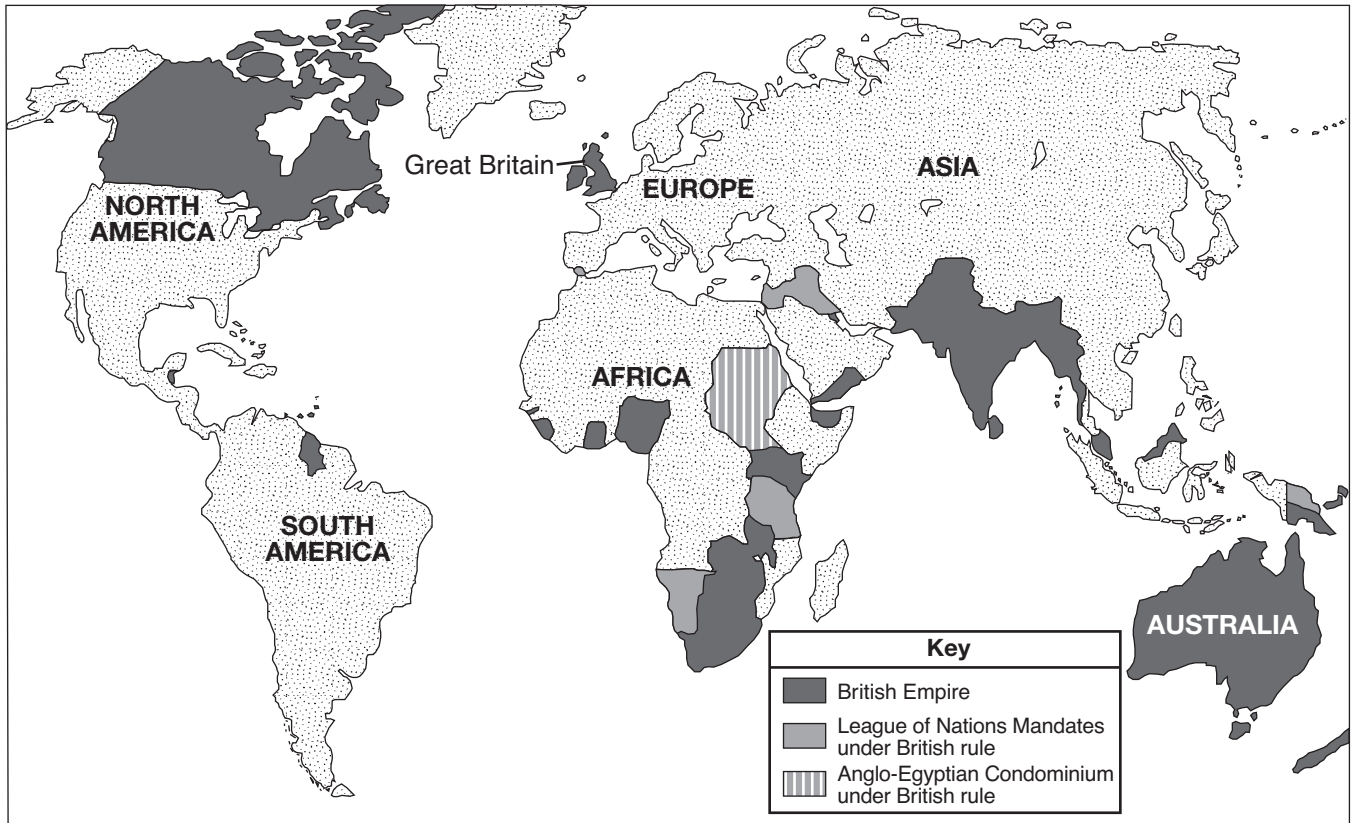 Great Britain
EUROPE
ASIA
NORTH
AMERICA
AFRICA
SOUTH
AMERICA
AUSTRALIA
Key
British Empire
League of Nations Mandates
under British rule
Anglo-Egyptian Condominium
under British rule